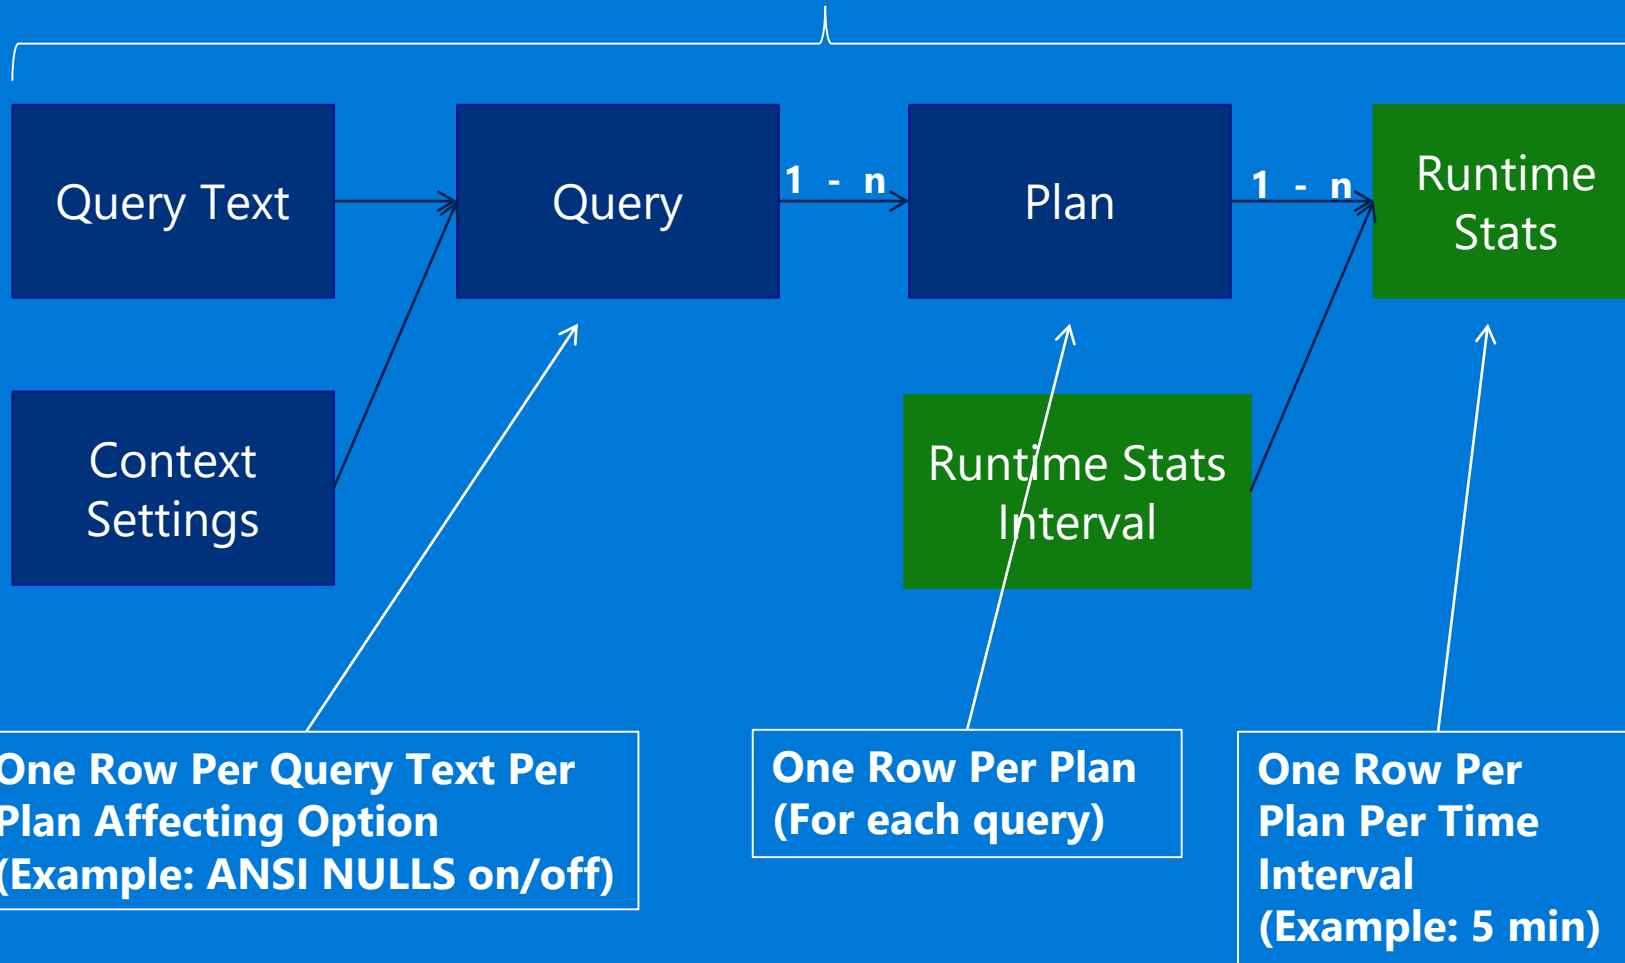 Query Text
Query
1 - n
Plan
1 - n
Runtime
Stats
Context
Settings
Runtime Stats
Interval
One Row Per Query Text Per
Plan Affecting Option
(Example: ANSI NULLS on/off)
One Row Per Plan
(For each query)
One Row Per
Plan Per Time
Interval
(Example: 5 min)